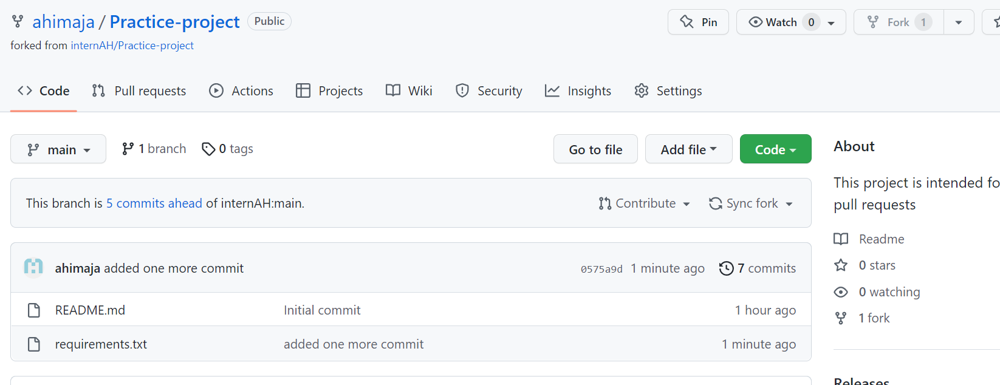 ahimaja / Practice-project Public Pin Watch 0 Fork 1
forked from internAH/Practice-project
Code Pull requests Actions Projects Wiki Security Insights Settings
main 1 branch 0 tags Go to file Add file Code
About
This project is intended fo
pull requests
This branch is 5 commits ahead of internAH:main. Contribute Sync fork
Readme
ahimaja added one more commit 0575a9d 1 minute ago 7 commits
0 stars
0 watching
README.md Initial commit 1 hour ago
1 fork
requirements.txt added one more commit 1 minute ago
Releases